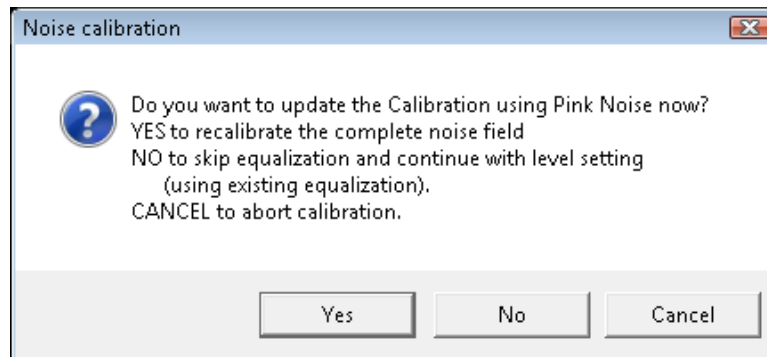 Noise calibration
Do you want to update the Calibration using Pink Noise now?
YES to recalibrate the complete noise field
NO to skip equalization and continue with level setting
(using existing equalization).
CANCEL to abort calibration.
Yes
No
Cancel